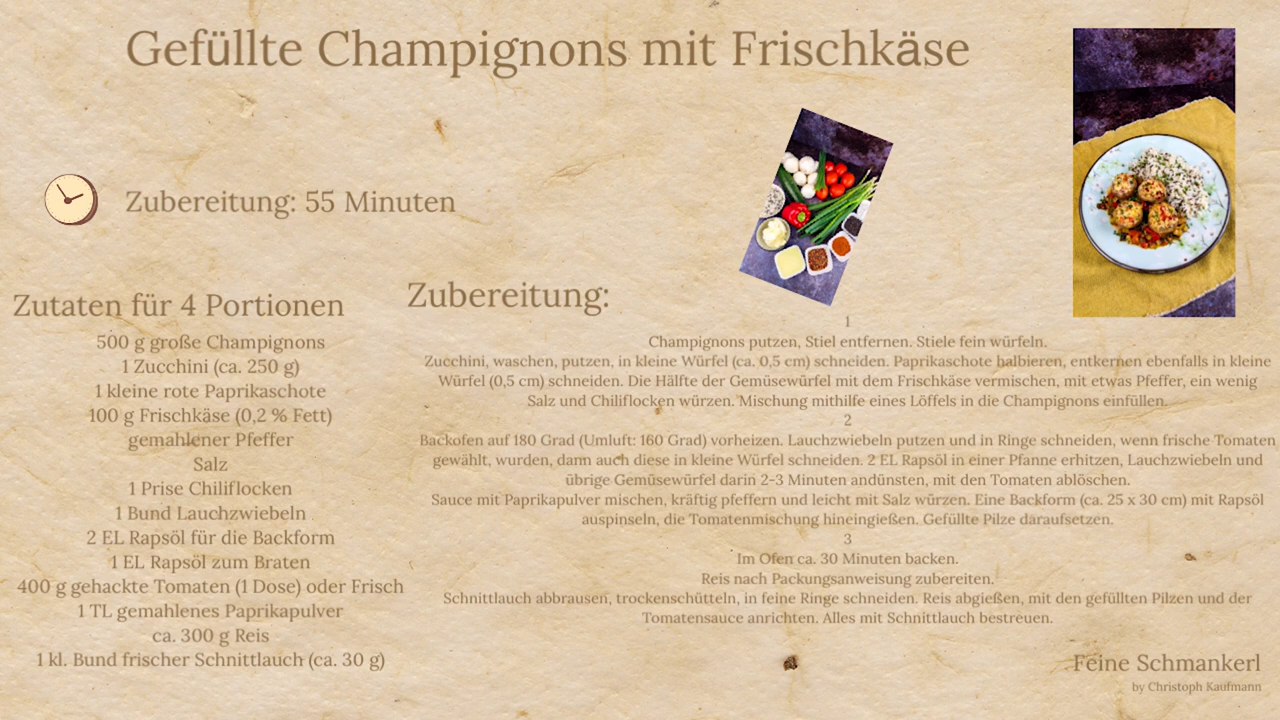 Gefüllte Champignons mit Frischkäse
Zubereitung: 55 Minuten
Zutaten für 4 Portionen
500 g große Champignons
1 Zucchini (ca. 250 g)
1 kleine rote Paprikaschote
100 g Frischkäse (0,2 % Fett)
gemahlener Pfeffer
Salz
1 Prise Chiliflocken
1 Bund Lauchzwiebeln
2 EL Rapsöl für die Backform
1 EL Rapsöl zum Braten
400 g gehackte Tomaten (1 Dose) oder Frisch
1 TL gemahlenes Paprikapulver
ca. 300 g Reis
1 kl. Bund frischer Schnittlauch (ca. 30 g)
Zubereitung:
1
Champignons putzen, Stiel entfernen. Stiele fein würfeln.
Zucchini, waschen, putzen, in kleine Würfel (ca. 0,5 cm) schneiden. Paprikaschote halbieren, entkernen ebenfalls in kleine
Würfel (0,5 cm) schneiden. Die Hälfte der Gemüsewürfel mit dem Frischkäse vermischen, mit etwas Pfeffer, ein wenig
Salz und Chiliflocken würzen. Mischung mithilfe eines Löffels in die Champignons einfüllen.
2
Backofen auf 180 Grad (Umluft: 160 Grad) vorheizen. Lauchzwiebeln putzen und in Ringe schneiden, wenn frische Tomaten
gewählt, wurden, dann auch diese in kleine Würfel schneiden. 2 EL Rapsöl in einer Pfanne erhitzen, Lauchzwiebeln und
übrige Gemüsewürfel darin 2-3 Minuten andünsten, mit den Tomaten ablöschen.
Sauce mit Paprikapulver mischen, kräftig pfeffern und leicht mit Salz würzen. Eine Backform (ca. 25 x 30 cm) mit Rapsöl
auspinseln, die Tomatenmischung hineingießen. Gefüllte Pilze daraufsetzen.
3
Im Ofen ca. 30 Minuten backen.
Reis nach Packungsanweisung zubereiten.
Schnittlauch abbrausen, trockenschütteln, in feine Ringe schneiden. Reis abgießen, mit den gefüllten Pilzen und der
Tomatensauce anrichten. Alles mit Schnittlauch bestreuen.
Feine Schmankerl
by Christoph Kaufmann